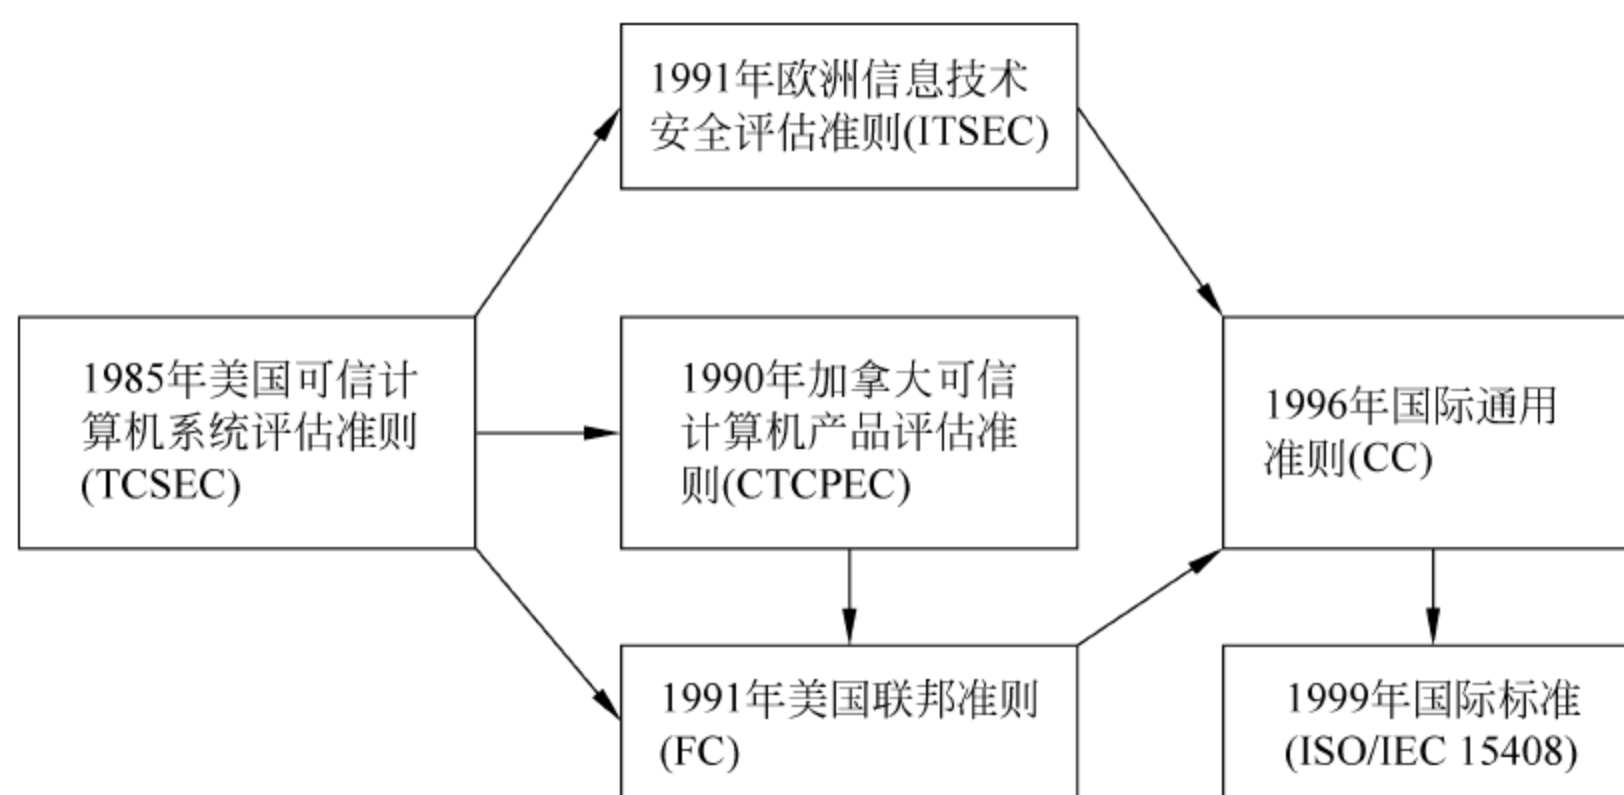 1991年欧洲信息技术
安全评估准则(ITSEC)
1985年美国可信计
算机系统评估准则
(TCSEC)
1990年加拿大可信
计算机产品评估准
则(CTCPEC)
1996年国际通用
准则(CC)
1991年美国联邦准则
(FC)
1999年国际标准
(ISO/IEC 15408)